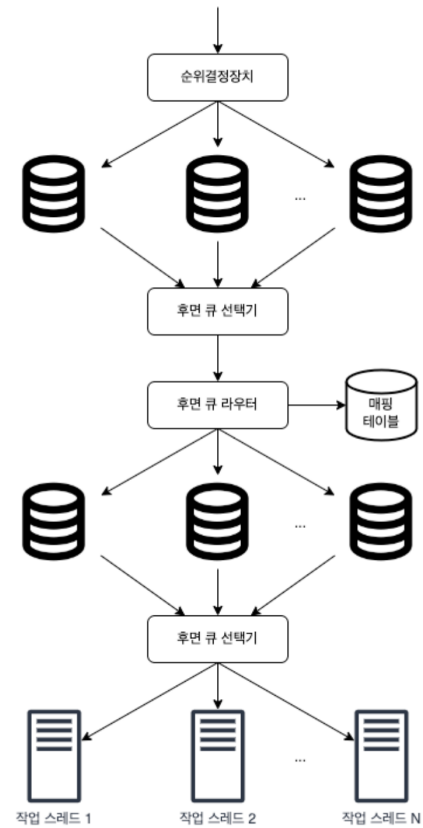 순위결정장치
...
후면 큐 선택기
후면 큐 라우터
매핑
테이블
...
후면 큐 선택기
...
작업 스레드 1
작업 스레드 2
작업 스레드 N